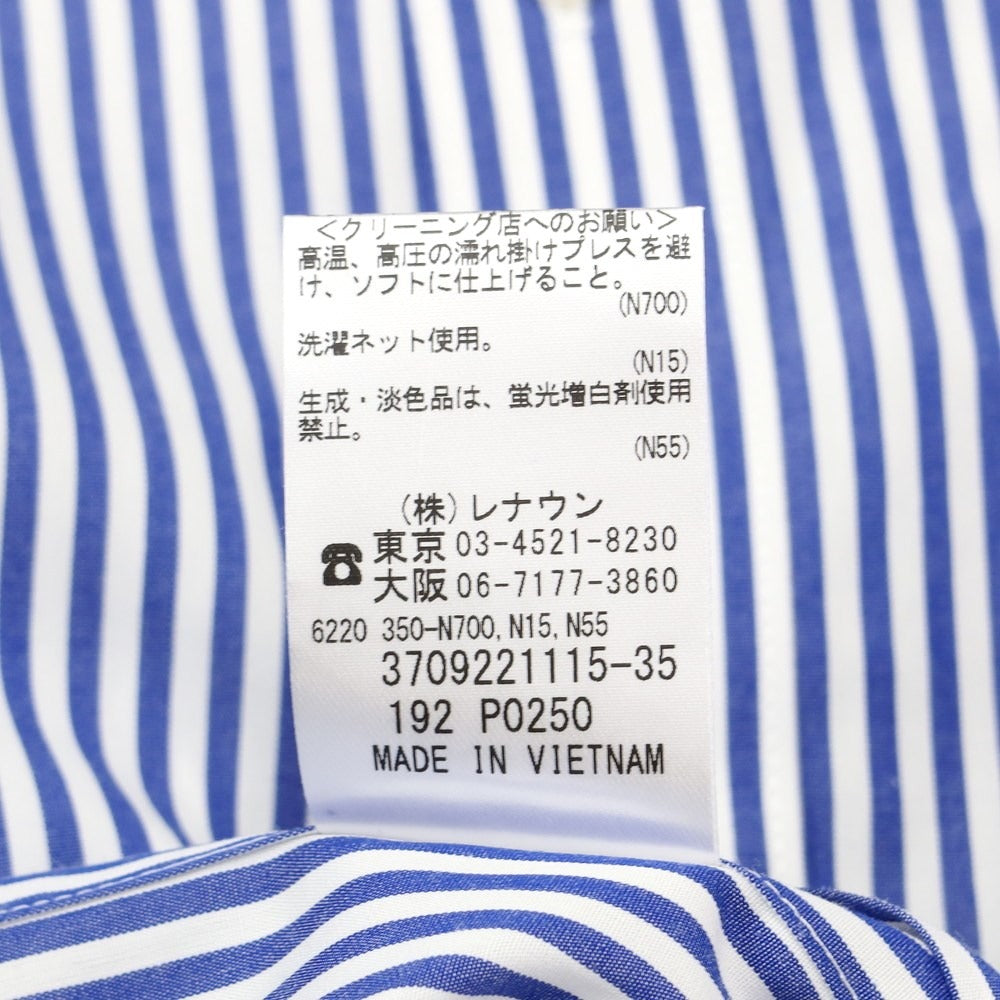 <クリーニング店へのお願い>
高温、高圧の濡れ掛けプレスを避
け、ソフトに仕上げること。
(N700)
洗濯ネット使用。
(N15)
生成・淡色品は、蛍光増白剤使用
禁止。
(N55)
(株)レナウン
東京 03-4521-8230
大阪 06-7177-3860
6220 350-N700,N15,N55
3709221115-35
192 P0250
MADE IN VIETNAM